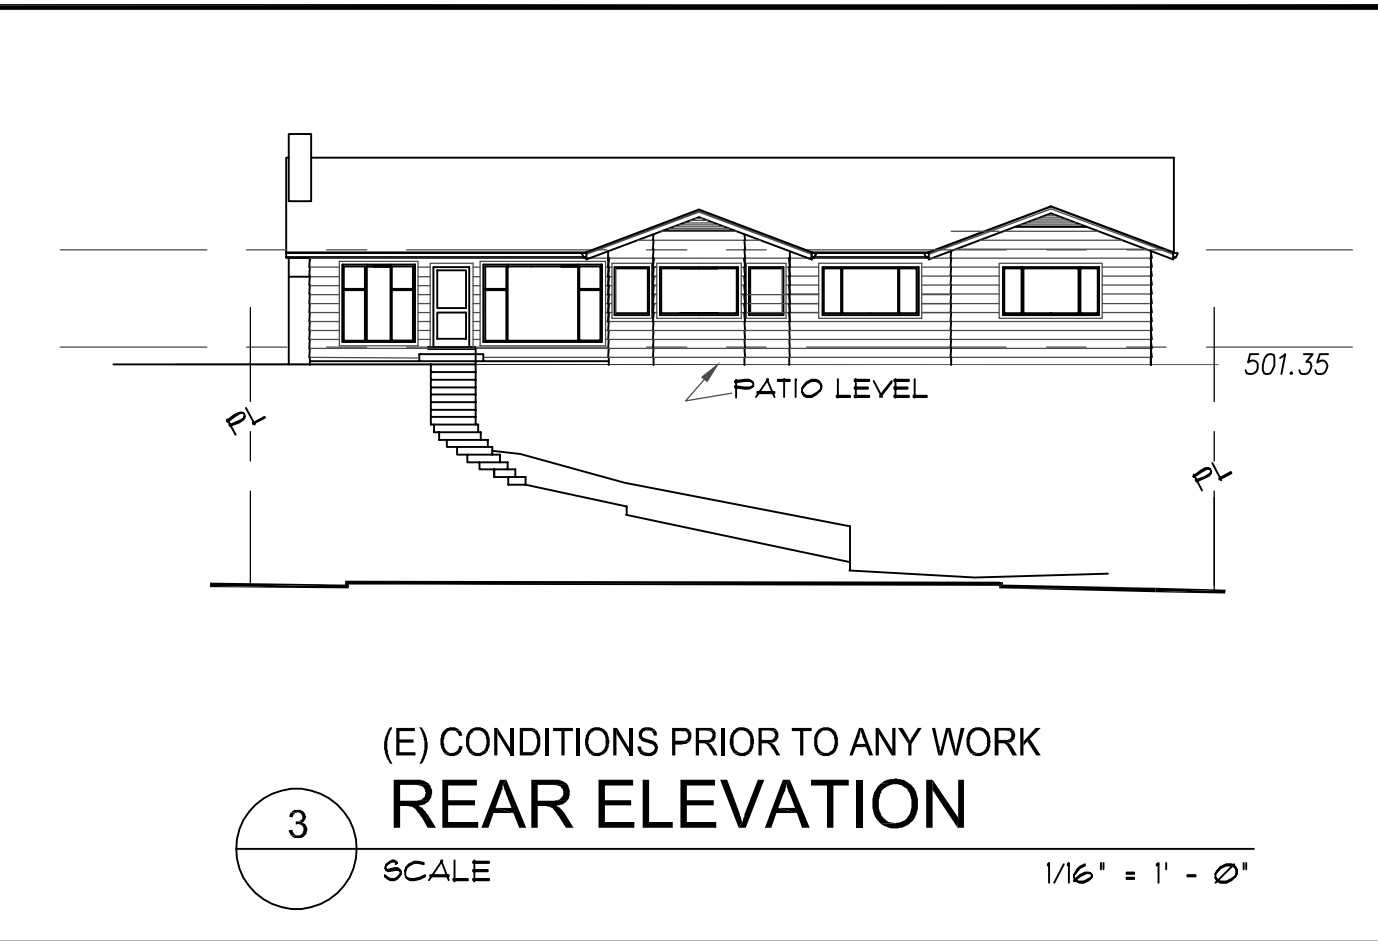 501.35
PATIO LEVEL
PL
PL
(E) CONDITIONS PRIOR TO ANY WORK
REAR ELEVATION
3
SCALE
1/16" = 1' - 0"